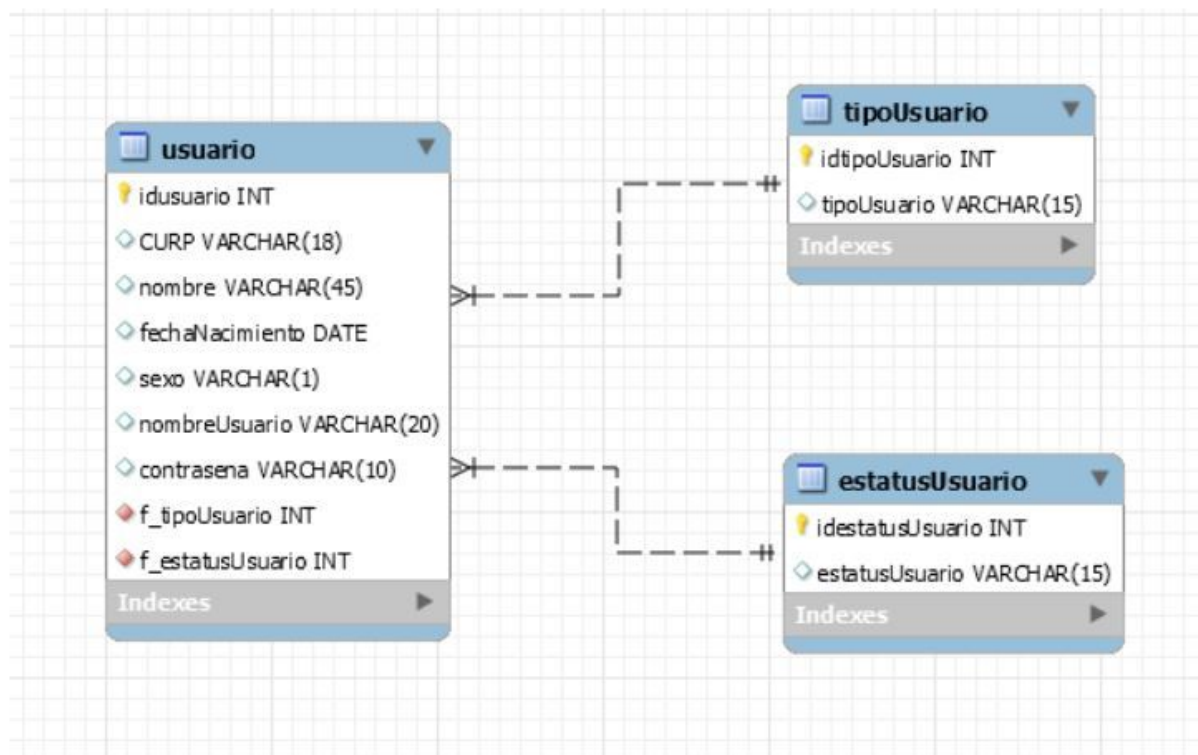 usuario
idusuario INT
CURP VARCHAR(18)
nombre VARCHAR(45)
fechaNacimiento DATE
sexo VARCHAR(1)
nombreUsuario VARCHAR(20)
contrasena VARCHAR(10)
f_tipoUsuario INT
f_estatusUsuario INT
Indexes
tipoUsuario
idtipoUsuario INT
tipoUsuario VARCHAR(15)
Indexes
estatusUsuario
idestatusUsuario INT
estatusUsuario VARCHAR(15)
Indexes